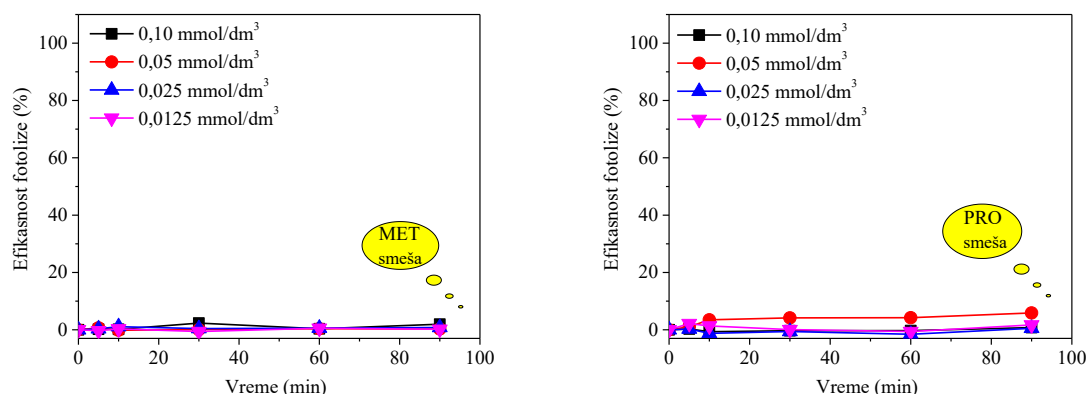 Efikasnost fotolize (%)
100
80
60
40
20
0
0,10 mmol/dm³
0,05 mmol/dm³
0,025 mmol/dm³
0,0125 mmol/dm³
MET
smeša
0 20 40 60 80 100
Vreme (min)
Efikasnost fotolize (%)
100
80
60
40
20
0
0,10 mmol/dm³
0,05 mmol/dm³
0,025 mmol/dm³
0,0125 mmol/dm³
PRO
smeša
0 20 40 60 80 100
Vreme (min)